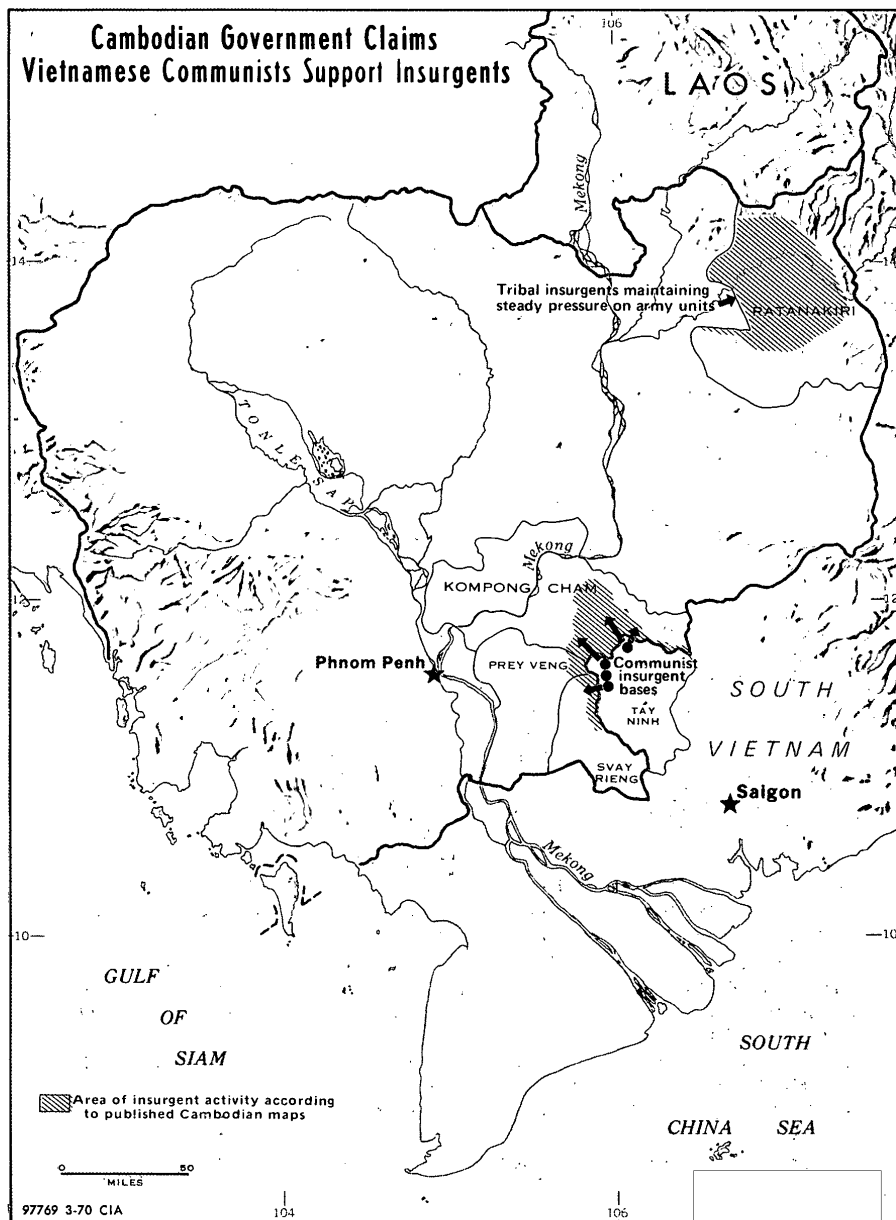 Cambodian Government Claims
Vietnamese Communists Support Insurgents
106
LAOS
Mekong
14
14
Tribal insurgents maintaining
steady pressure on army units
RATANAKIRI
TONLE SAP
Mekong
KOMPONG CHAM
12
12
Phnom Penh
PREY VENG
Communist
insurgent
bases
TAY
NINH
SOUTH
VIETNAM
SVAY
RIENG
Saigon
Mekong
10
10
GULF
OF
SIAM
SOUTH
CHINA SEA
Area of insurgent activity according
to published Cambodian maps
0 50
MILES
97769 3-70 CIA
104
106